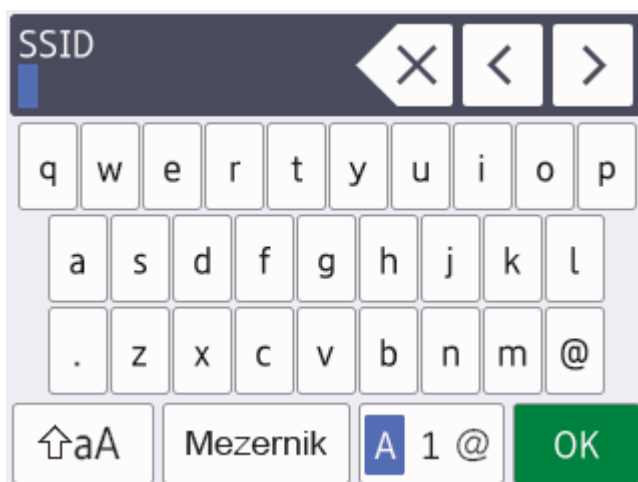 SSID
q w e r t y u i o p
a s d f g h j k l
. z x c v b n m @
aA Mezernik A 1 @ OK